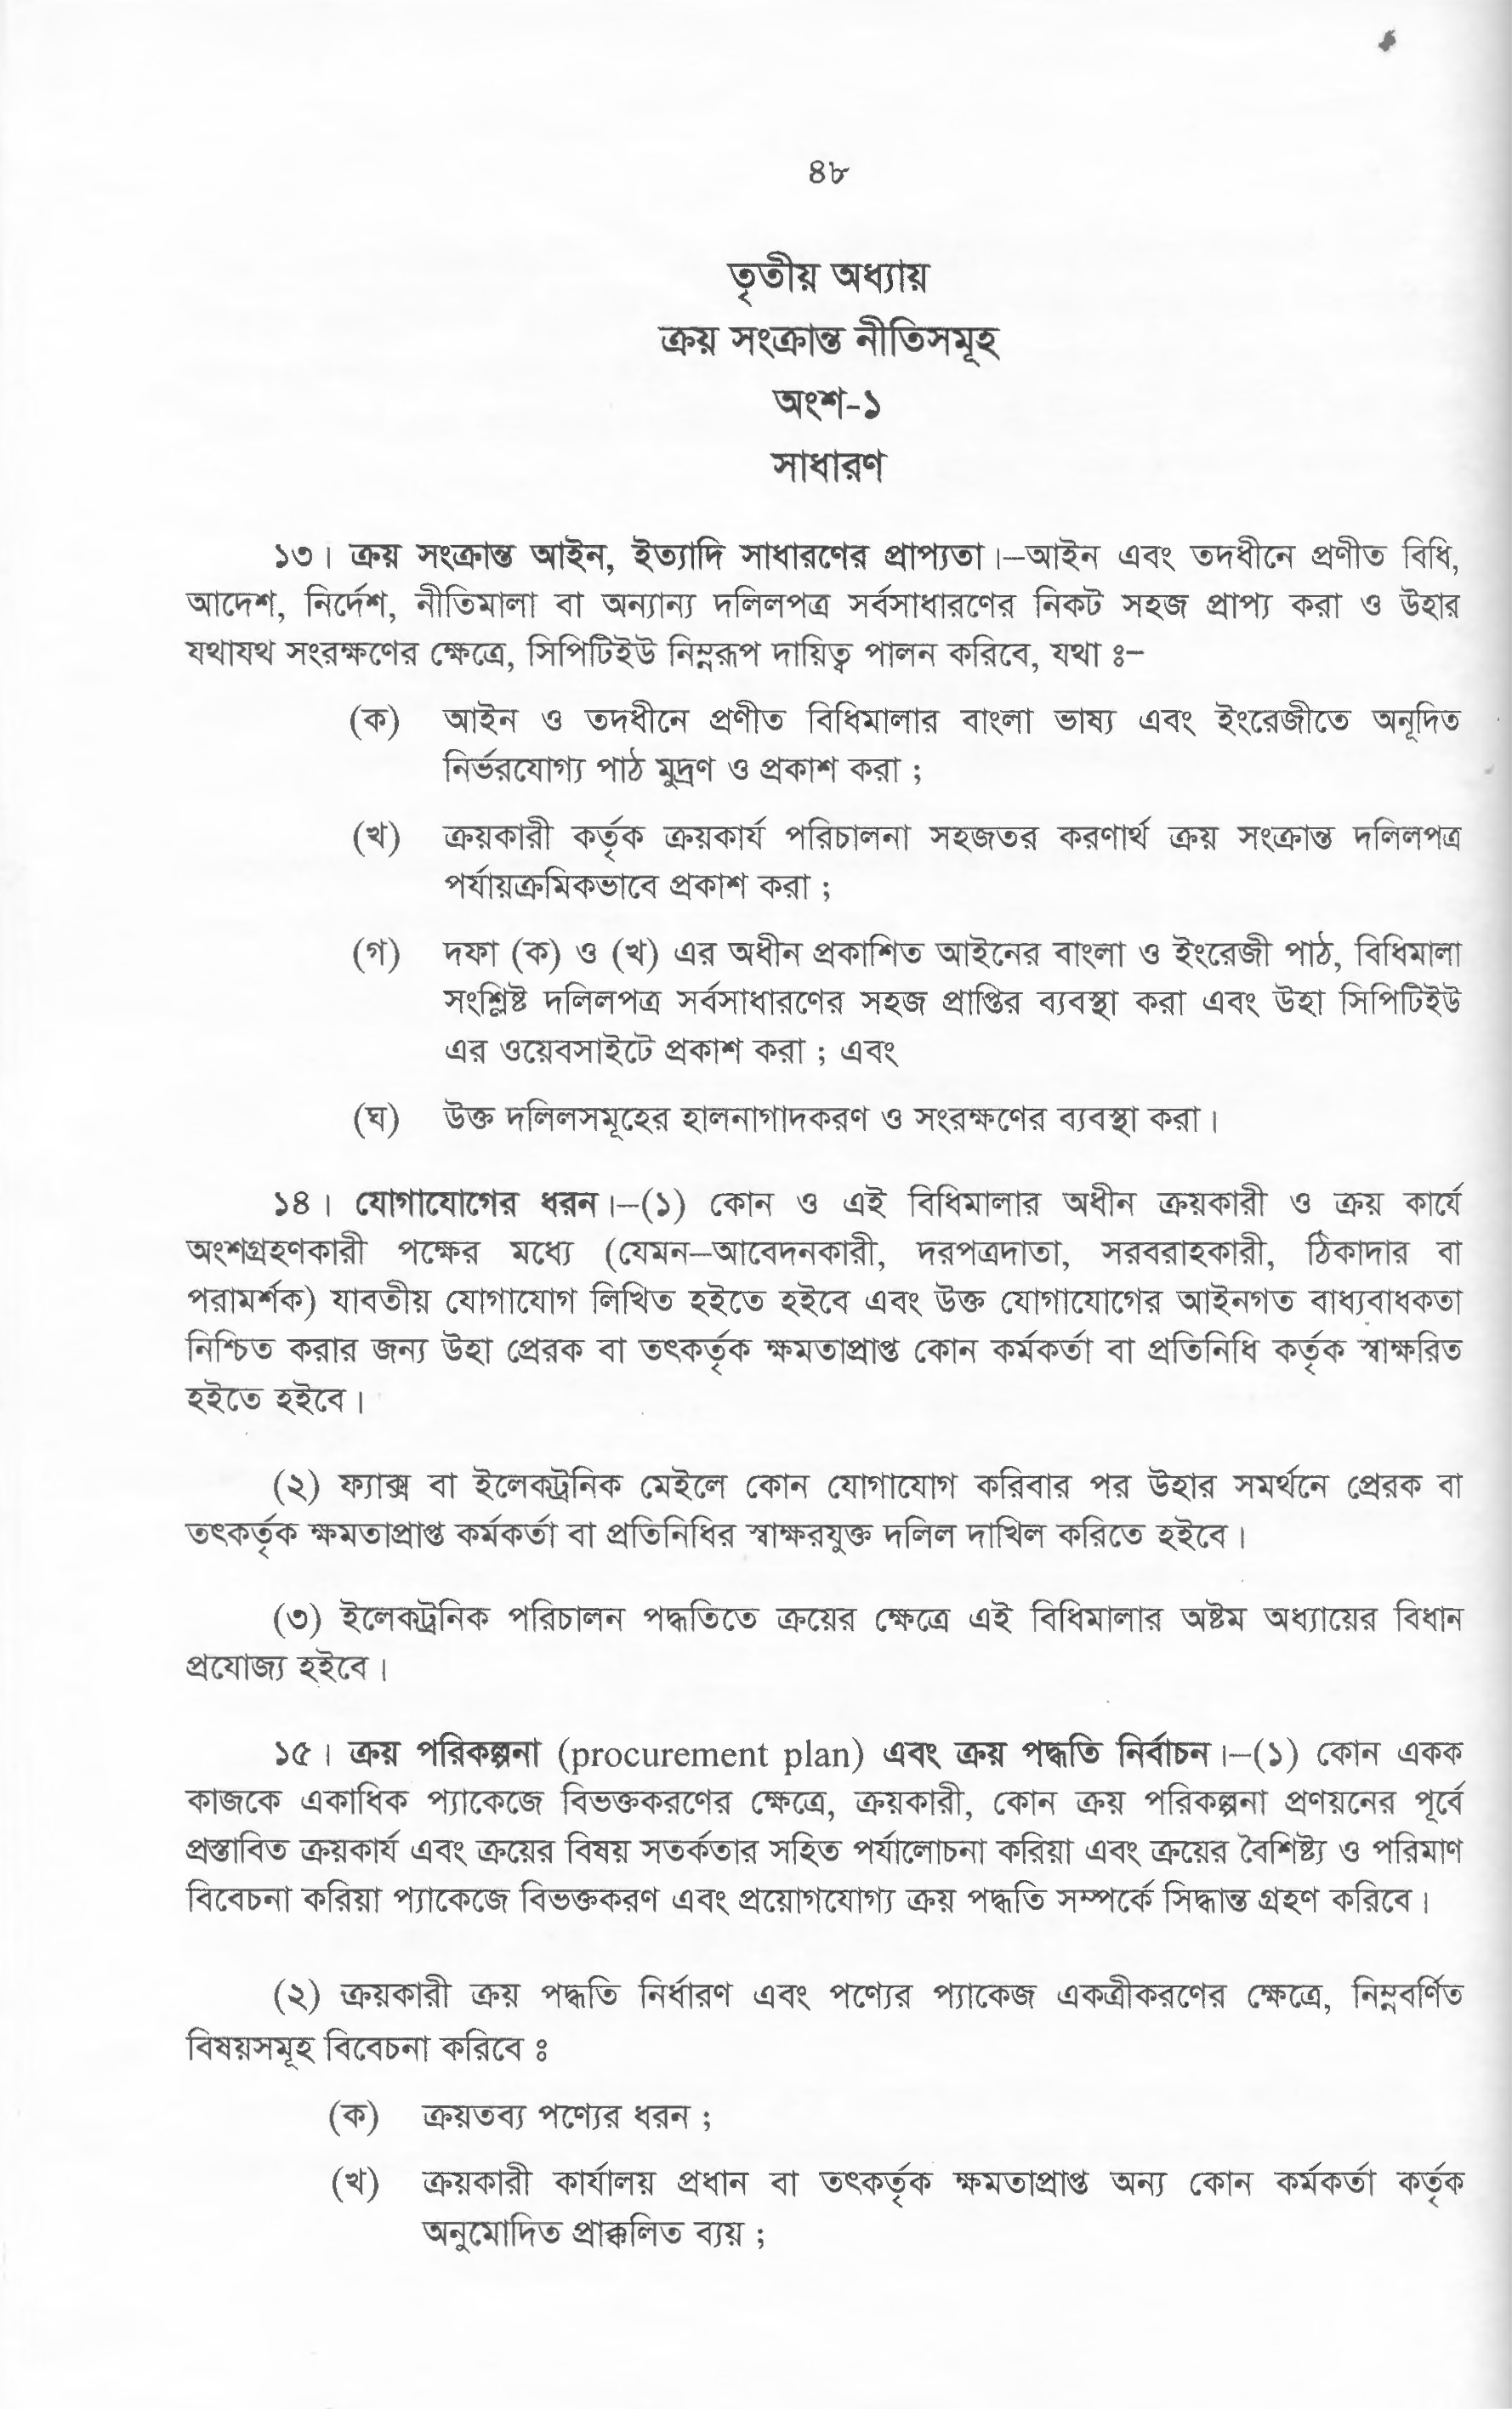 ৪৮
তৃতীয় অধ্যায়
ক্রয় সংক্রান্ত নীতিসমূহ
অংশ-১
সাধারণ
১৩। ক্রয় সংক্রান্ত আইন, ইত্যাদি সাধারণের প্রাপ্যতা।–আইন এবং তদধীনে প্রণীত বিধি,
আদেশ, নির্দেশ, নীতিমালা বা অন্যান্য দলিলপত্র সর্বসাধারণের নিকট সহজ প্রাপ্য করা ও উহার
যথাযথ সংরক্ষণের ক্ষেত্রে, সিপিটিইউ নিম্নরূপ দায়িত্ব পালন করিবে, যথা ঃ–
(ক) আইন ও তদধীনে প্রণীত বিধিমালার বাংলা ভাষ্য এবং ইংরেজীতে অনূদিত
নির্ভরযোগ্য পাঠ মুদ্রণ ও প্রকাশ করা ;
(খ) ক্রয়কারী কর্তৃক ক্রয়কার্য পরিচালনা সহজতর করণার্থ ক্রয় সংক্রান্ত দলিলপত্র
পর্যায়ক্রমিকভাবে প্রকাশ করা ;
(গ) দফা (ক) ও (খ) এর অধীন প্রকাশিত আইনের বাংলা ও ইংরেজী পাঠ, বিধিমালা
সংশ্লিষ্ট দলিলপত্র সর্বসাধারণের সহজ প্রাপ্তির ব্যবস্থা করা এবং উহা সিপিটিইউ
এর ওয়েবসাইটে প্রকাশ করা ; এবং
(ঘ) উক্ত দলিলসমূহের হালনাগাদকরণ ও সংরক্ষণের ব্যবস্থা করা।
১৪। যোগাযোগের ধরন।–(১) কোন ও এই বিধিমালার অধীন ক্রয়কারী ও ক্রয় কার্যে
অংশগ্রহণকারী পক্ষের মধ্যে (যেমন–আবেদনকারী, দরপত্রদাতা, সরবরাহকারী, ঠিকাদার বা
পরামর্শক) যাবতীয় যোগাযোগ লিখিত হইতে হইবে এবং উক্ত যোগাযোগের আইনগত বাধ্যবাধকতা
নিশ্চিত করার জন্য উহা প্রেরক বা তৎকর্তৃক ক্ষমতাপ্রাপ্ত কোন কর্মকর্তা বা প্রতিনিধি কর্তৃক স্বাক্ষরিত
হইতে হইবে।
(২) ফ্যাক্স বা ইলেকট্রনিক মেইলে কোন যোগাযোগ করিবার পর উহার সমর্থনে প্রেরক বা
তৎকর্তৃক ক্ষমতাপ্রাপ্ত কর্মকর্তা বা প্রতিনিধির স্বাক্ষরযুক্ত দলিল দাখিল করিতে হইবে।
(৩) ইলেকট্রনিক পরিচালন পদ্ধতিতে ক্রয়ের ক্ষেত্রে এই বিধিমালার অষ্টম অধ্যায়ের বিধান
প্রযোজ্য হইবে।
১৫। ক্রয় পরিকল্পনা (procurement plan) এবং ক্রয় পদ্ধতি নির্বাচন।–(১) কোন একক
কাজকে একাধিক প্যাকেজে বিভক্তকরণের ক্ষেত্রে, ক্রয়কারী, কোন ক্রয় পরিকল্পনা প্রণয়নের পূর্বে
প্রস্তাবিত ক্রয়কার্য এবং ক্রয়ের বিষয় সতর্কতার সহিত পর্যালোচনা করিয়া এবং ক্রয়ের বৈশিষ্ট্য ও পরিমাণ
বিবেচনা করিয়া প্যাকেজে বিভক্তকরণ এবং প্রয়োগযোগ্য ক্রয় পদ্ধতি সম্পর্কে সিদ্ধান্ত গ্রহণ করিবে।
(২) ক্রয়কারী ক্রয় পদ্ধতি নির্ধারণ এবং পণ্যের প্যাকেজ একত্রীকরণের ক্ষেত্রে, নিম্নবর্ণিত
বিষয়সমূহ বিবেচনা করিবে ঃ
(ক) ক্রয়তব্য পণ্যের ধরন ;
(খ) ক্রয়কারী কার্যালয় প্রধান বা তৎকর্তৃক ক্ষমতাপ্রাপ্ত অন্য কোন কর্মকর্তা কর্তৃক
অনুমোদিত প্রাক্কলিত ব্যয় ;